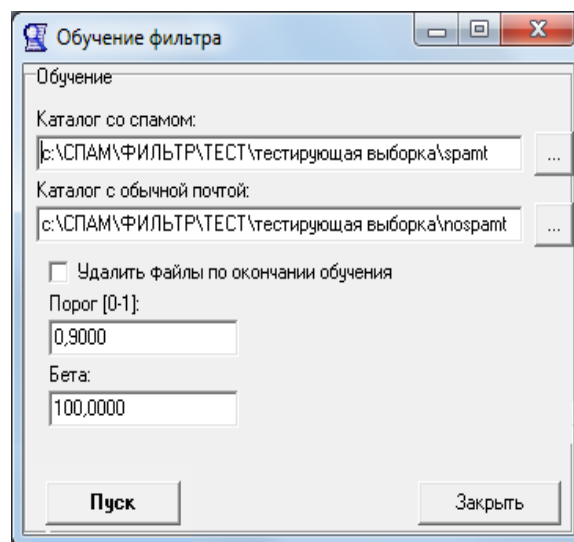 Обучение фильтра
Обучение
Каталог со спамом:
c:\СПАМ\ФИЛЬТР\ТЕСТ\тестирующая выборка\spamt
...
Каталог с обычной почтой:
c:\СПАМ\ФИЛЬТР\ТЕСТ\тестирующая выборка\nospamt
...
Удалить файлы по окончании обучения
Порог [0-1]:
0,9000
Бета:
100,0000
Пуск
Закрыть